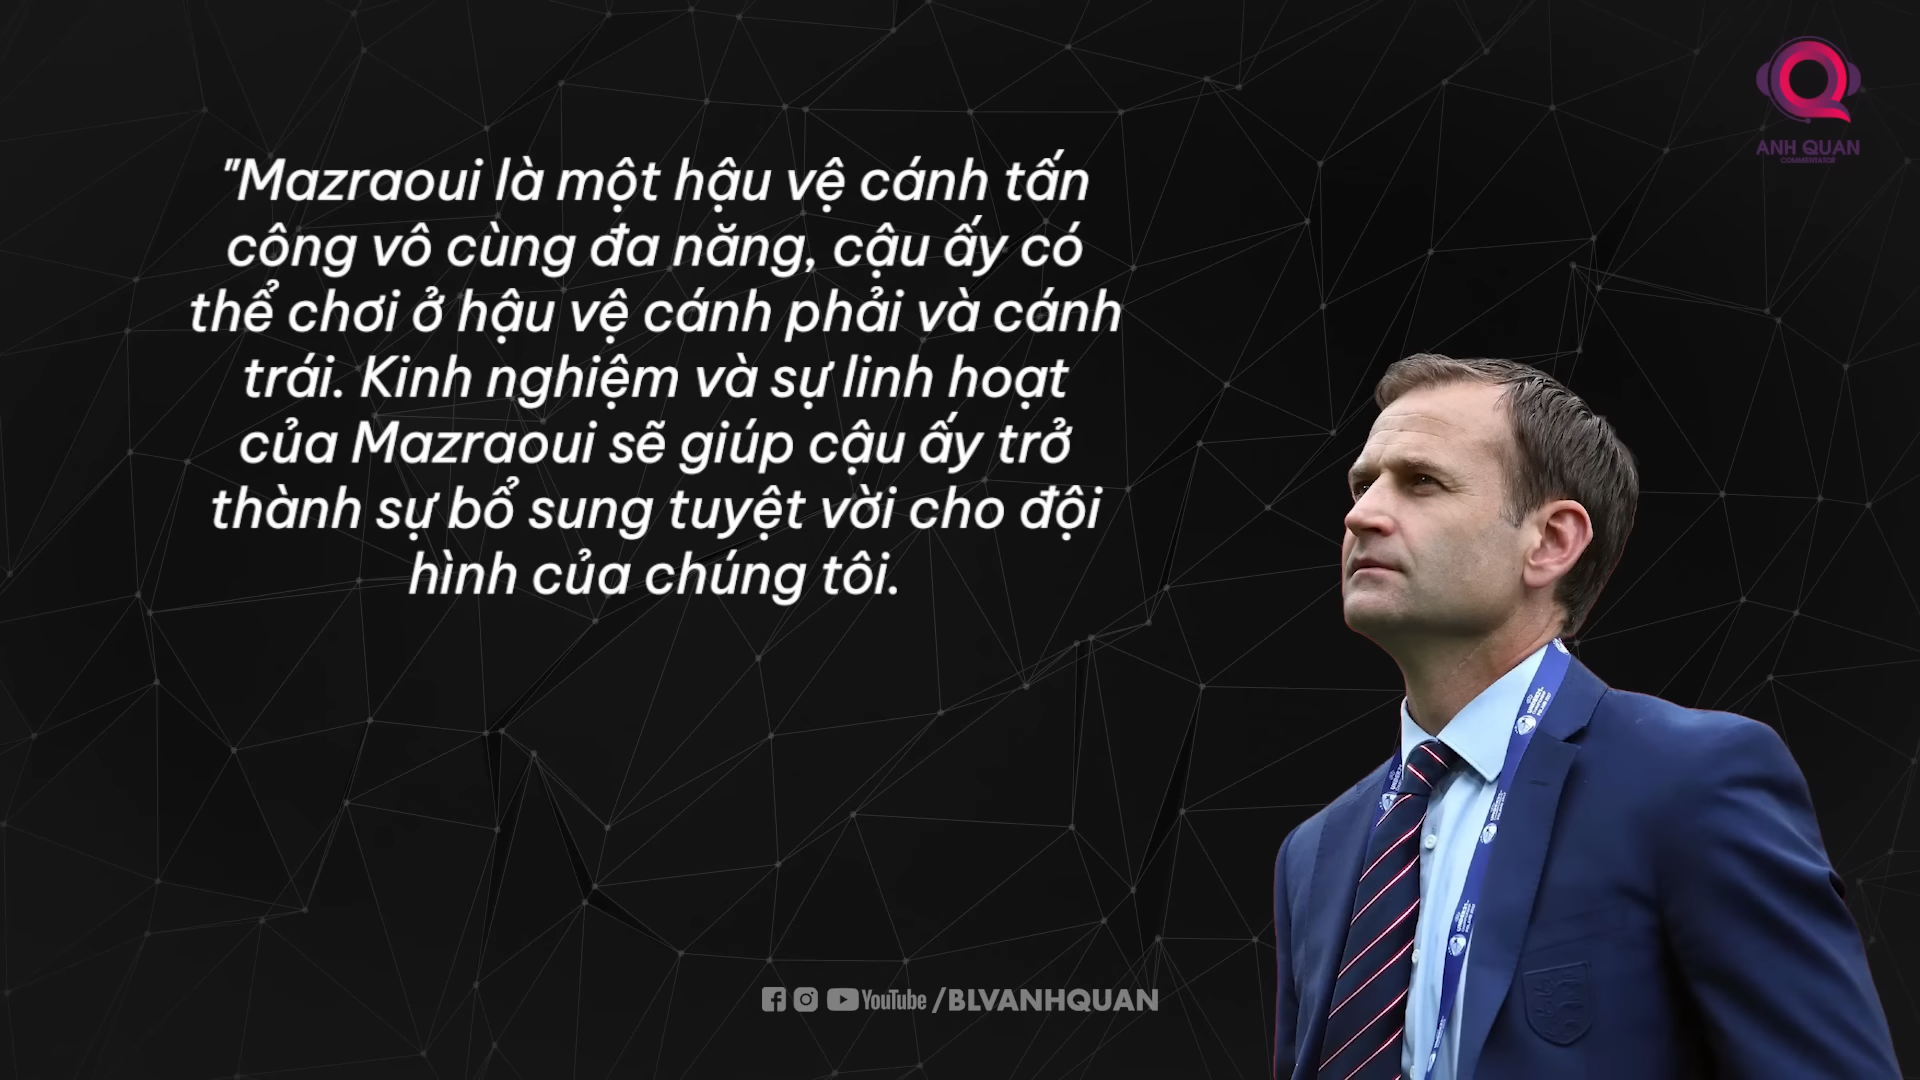 "Mazraoui là một hậu vệ cánh tấn
công vô cùng đa năng, cậu ấy có
thể chơi ở hậu vệ cánh phải và cánh
trái. Kinh nghiệm và sự linh hoạt
của Mazraoui sẽ giúp cậu ấy trở
thành sự bổ sung tuyệt vời cho đội
hình của chúng tôi.
ANH QUAN
COMMENTATOR
YouTube /BLVANHQUAN